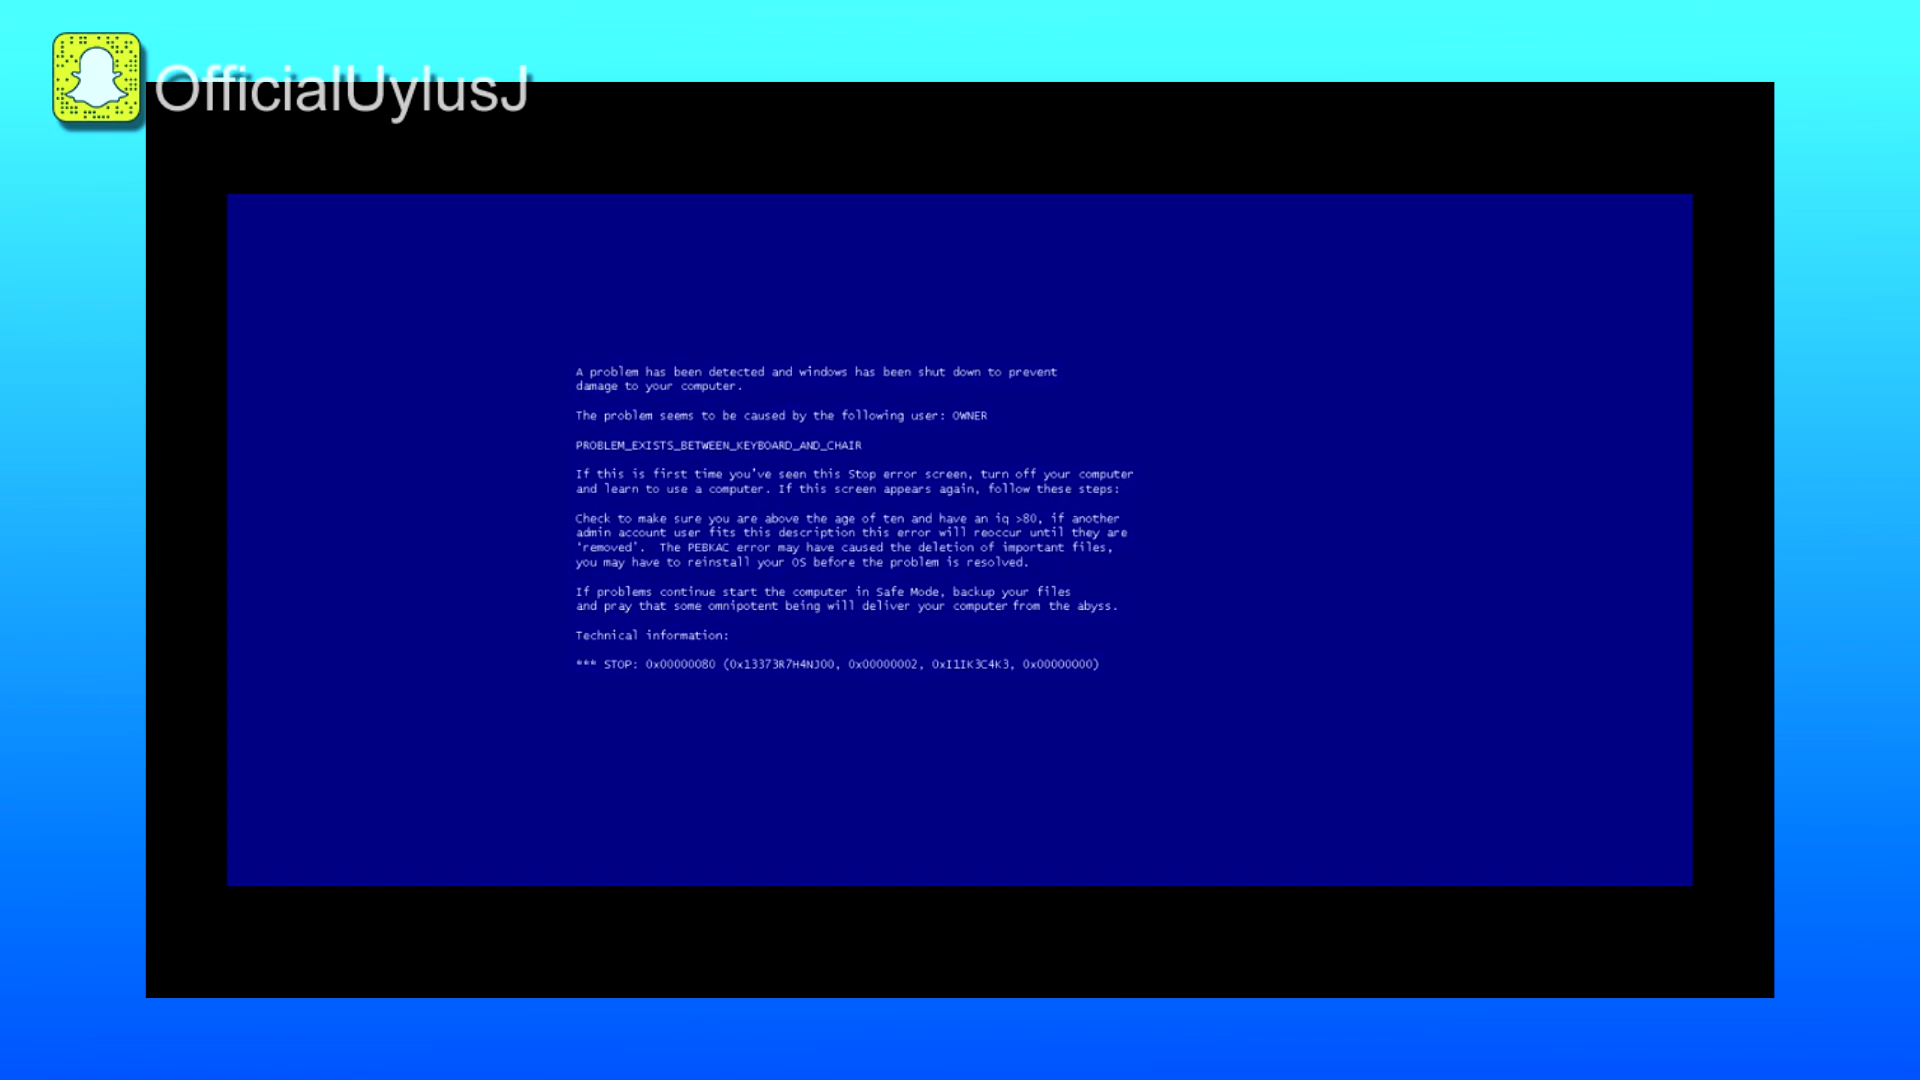 OfficialUylusJ
A problem has been detected and windows has been shut down to prevent
damage to your computer.
The problem seems to be caused by the following user: OWNER
PROBLEM_EXISTS_BETWEEN_KEYBOARD_AND_CHAIR
If this is first time you've seen this Stop error screen, turn off your computer
and learn to use a computer. If this screen appears again, follow these steps:
Check to make sure you are above the age of ten and have an iq >80, if another
admin account user fits this description this error will reoccur until they are
'removed'.  The PEBKAC error may have caused the deletion of important files,
you may have to reinstall your OS before the problem is resolved.
If problems continue start the computer in Safe Mode, backup your files
and pray that some omnipotent being will deliver your computer from the abyss.
Technical information:
*** STOP: 0x00000080 (0x13373R7H4NJ00, 0x00000002, 0xI1IK3C4K3, 0x00000000)